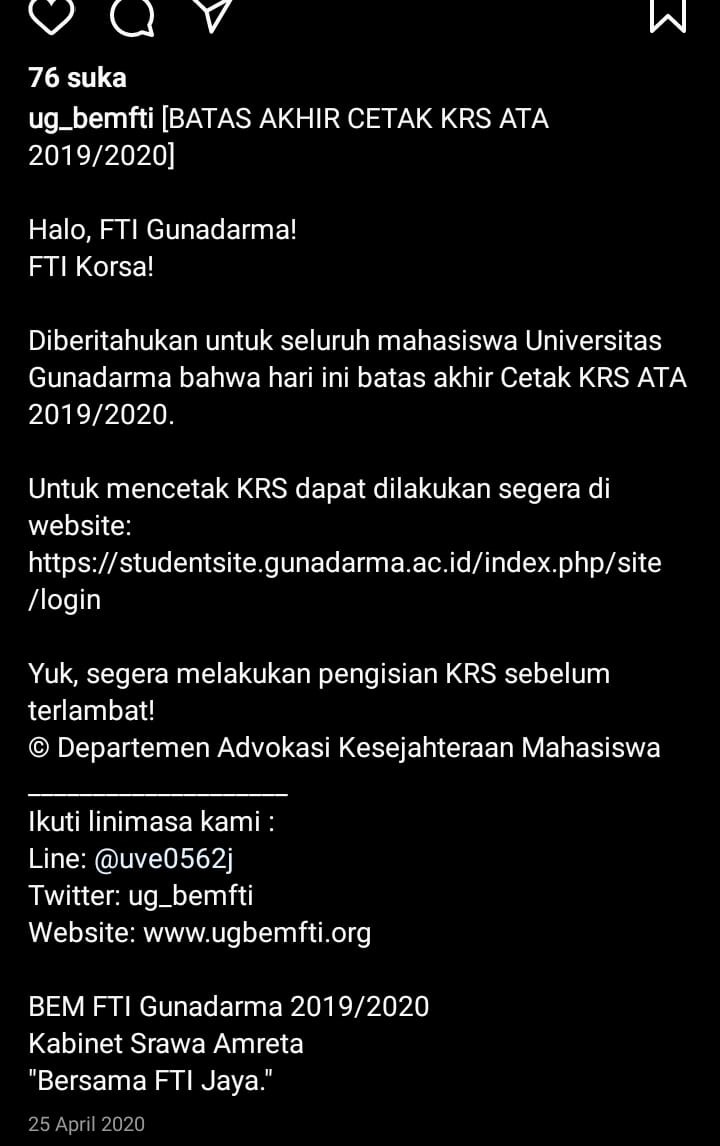 76 suka
ug_bemfti [BATAS AKHIR CETAK KRS ATA
2019/2020]
Halo, FTI Gunadarma!
FTI Korsa!
Diberitahukan untuk seluruh mahasiswa Universitas
Gunadarma bahwa hari ini batas akhir Cetak KRS ATA
2019/2020.
Untuk mencetak KRS dapat dilakukan segera di
website:
https://studentsite.gunadarma.ac.id/index.php/site
/login
Yuk, segera melakukan pengisian KRS sebelum
terlambat!
© Departemen Advokasi Kesejahteraan Mahasiswa
____________________
Ikuti linimasa kami :
Line: @uve0562j
Twitter: ug_bemfti
Website: www.ugbemfti.org
BEM FTI Gunadarma 2019/2020
Kabinet Srawa Amreta
"Bersama FTI Jaya."
25 April 2020